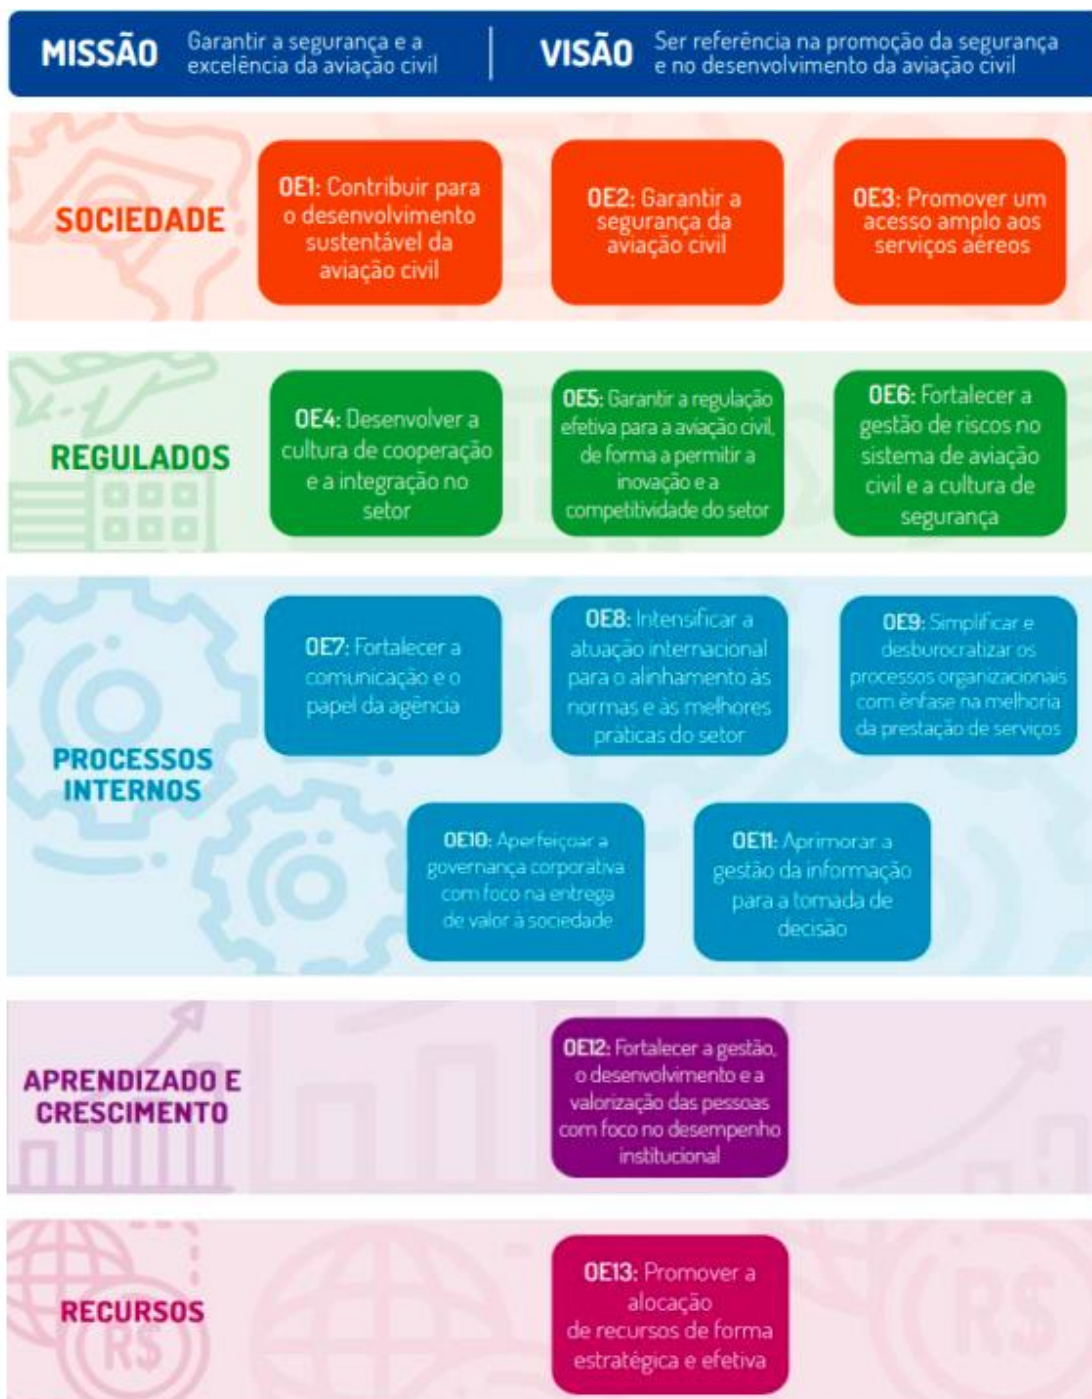 MISSÃO
Garantir a segurança e a
excelência da aviação civil
VISÃO
Ser referência na promoção da segurança
e no desenvolvimento da aviação civil
SOCIEDADE
OE1: Contribuir para
o desenvolvimento
sustentável da
aviação civil
OE2: Garantir a
segurança da
aviação civil
OE3: Promover um
acesso amplo aos
serviços aéreos
REGULADOS
OE4: Desenvolver a
cultura de cooperação
e a integração no
setor
OE5: Garantir a regulação
efetiva para a aviação civil,
de forma a permitir a
inovação e a
competitividade do setor
OE6: Fortalecer a
gestão de riscos no
sistema de aviação
civil e a cultura de
segurança
PROCESSOS
INTERNOS
OE7: Fortalecer a
comunicação e o
papel da agência
OE8: Intensificar a
atuação internacional
para o alinhamento às
normas e às melhores
práticas do setor
OE9: Simplificar e
desburocratizar os
processos organizacionais
com ênfase na melhoria
da prestação de serviços
OE10: Aperfeiçoar a
governança corporativa
com foco na entrega
de valor à sociedade
OE11: Aprimorar a
gestão da informação
para a tomada de
decisão
APRENDIZADO E
CRESCIMENTO
OE12: Fortalecer a gestão,
o desenvolvimento e a
valorização das pessoas
com foco no desempenho
institucional
RECURSOS
R$
OE13: Promover a
alocação
de recursos de forma
estratégica e efetiva
R$